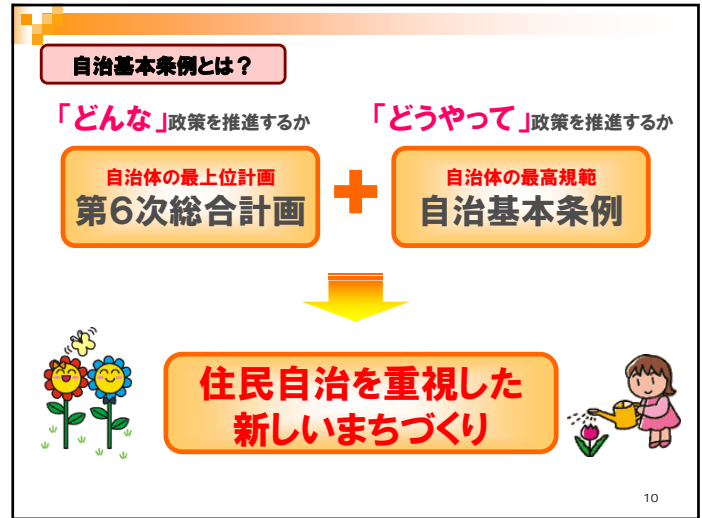 自治基本条例とは？
「どんな」政策を推進するか
「どうやって」政策を推進するか
自治体の最上位計画
第６次総合計画
自治体の最高規範
自治基本条例
住民自治を重視した
新しいまちづくり
10